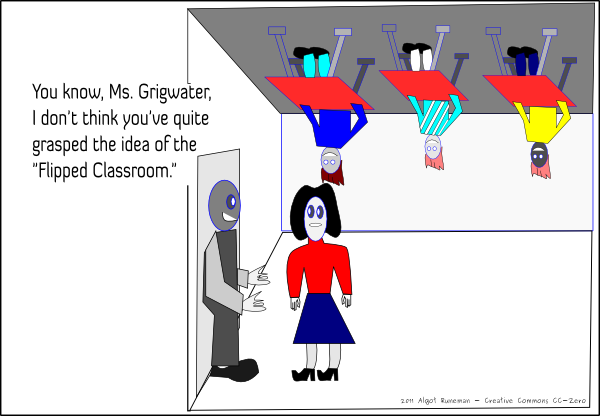 You know, Ms. Grigwater,
I don't think you've quite
grasped the idea of the
"Flipped Classroom."
2011 Algot Runeman - Creative Commons CC-Zero